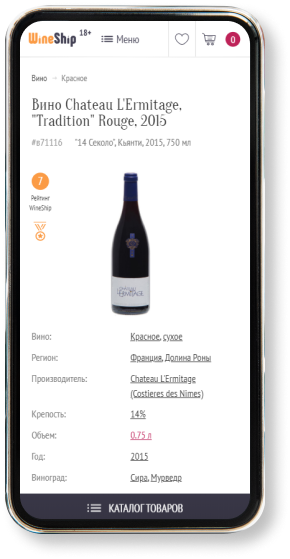 WineShip 18+ Меню 0
Вино → Красное
Вино Chateau L'Ermitage,
"Tradition" Rouge, 2015
#в71116 "14 Секоло", Кьянти, 2015, 750 мл
7
Рейтинг
WineShip
CHATEAU
L'ERMITAGE
Вино: Красное, сухое
Регион: Франция, Долина Роны
Производитель: Chateau L'Ermitage
(Costieres des Nimes)
Крепость: 14%
Объем: 0.75 л
Год: 2015
Виноград: Сира, Мурведр
КАТАЛОГ ТОВАРОВ